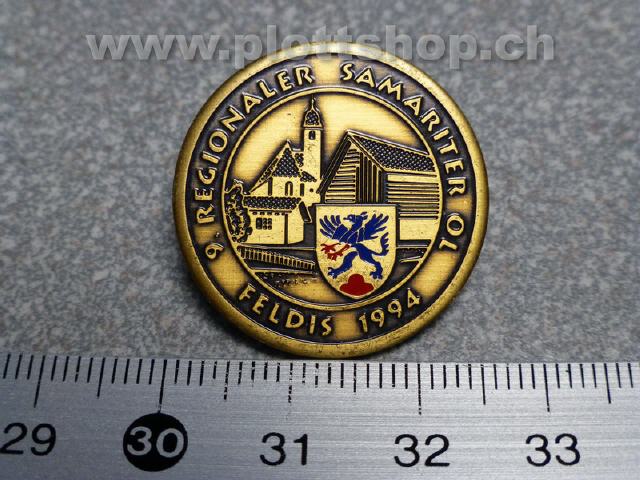 www.plottshop.ch
9. REGIONALER SAMARITER OL
FELDIS 1994
29 30 31 32 33